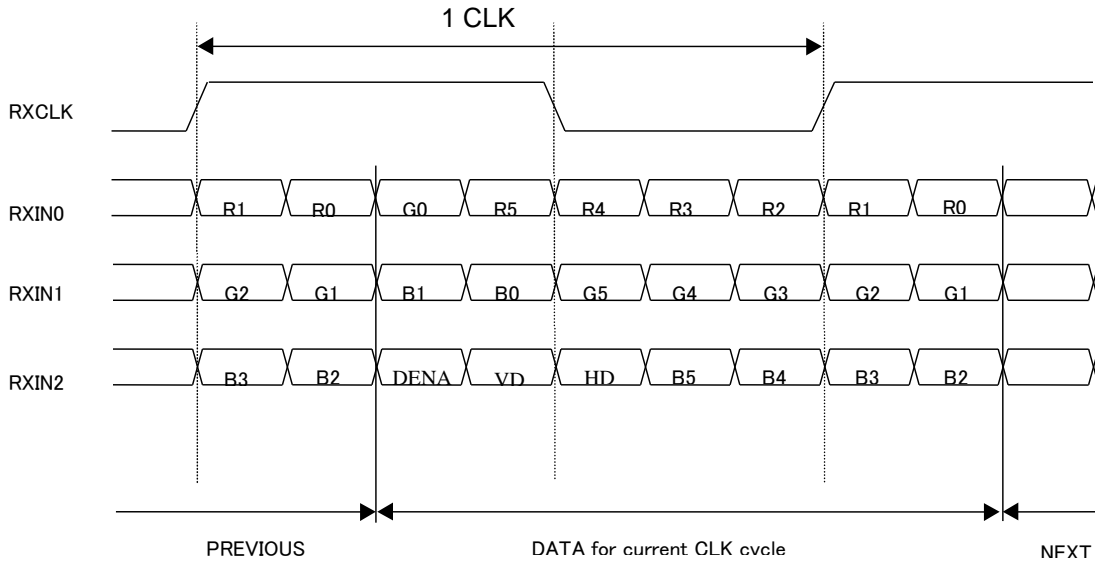 1 CLK
RXCLK
RXIN0 R1 R0 G0 R5 R4 R3 R2 R1 R0
RXIN1 G2 G1 B1 B0 G5 G4 G3 G2 G1
RXIN2 B3 B2 DENA VD HD B5 B4 B3 B2
PREVIOUS DATA for current CLK cycle NEXT